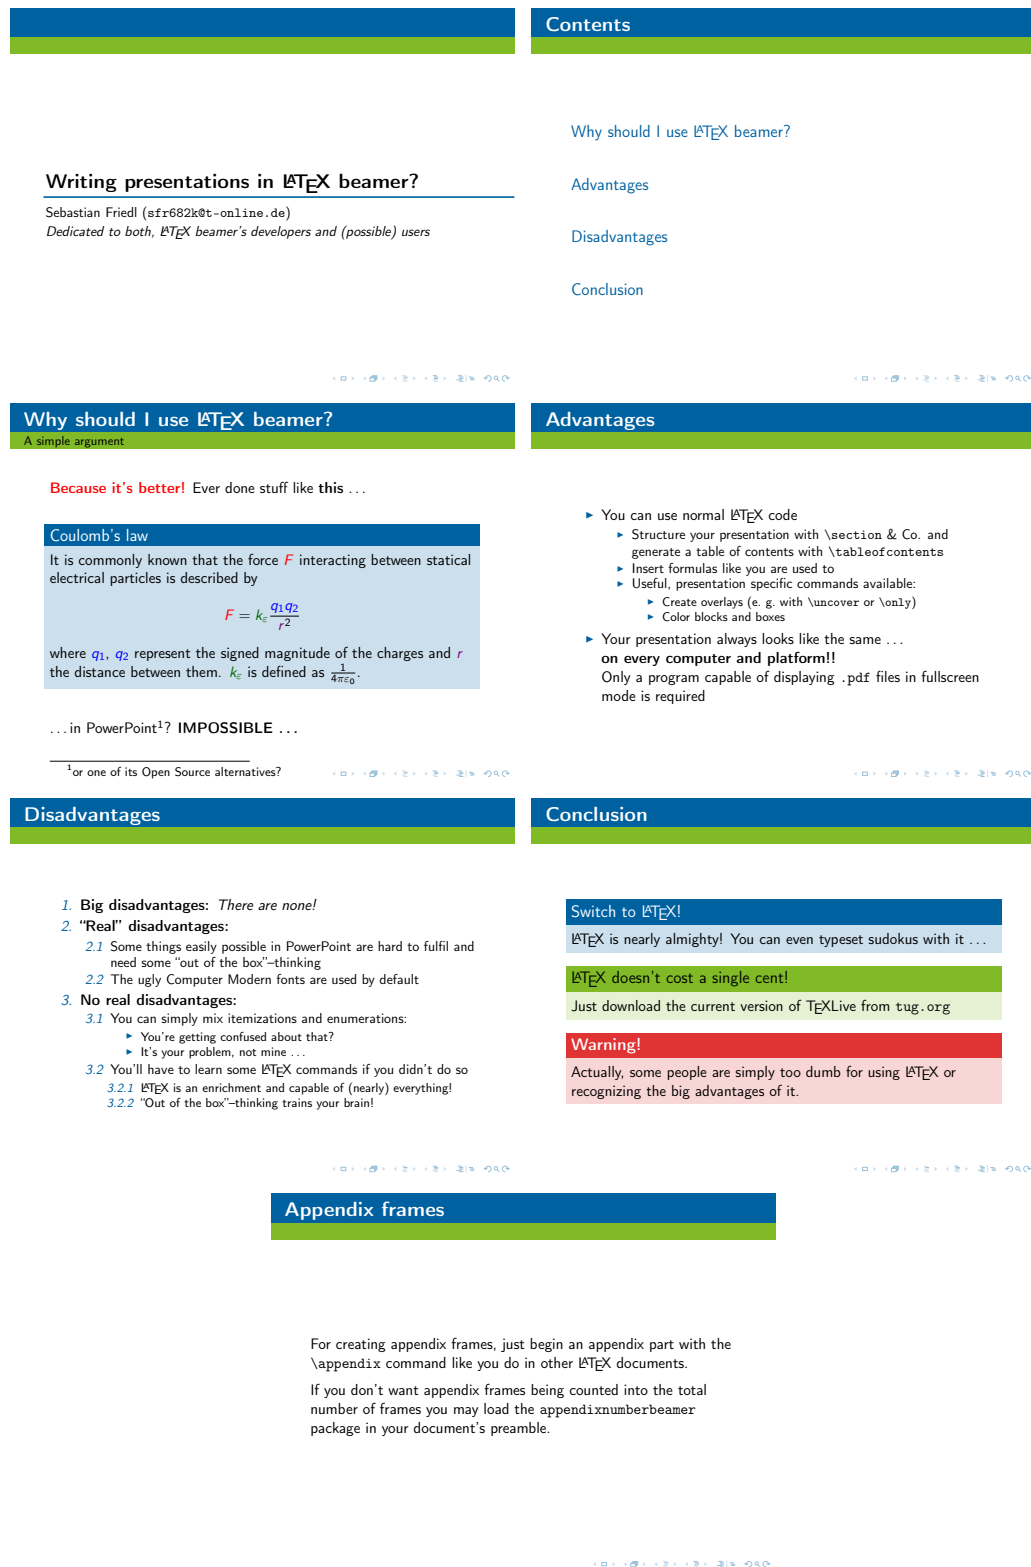 Writing presentations in LATEX beamer?
Sebastian Friedl (sfr682k@t-online.de)
Dedicated to both, LATEX beamer's developers and (possible) users
Contents
Why should I use LATEX beamer?
Advantages
Disadvantages
Conclusion
Why should I use LATEX beamer?
A simple argument
Because it's better! Ever done stuff like this ...
Coulomb's law
It is commonly known that the force F interacting between statical
electrical particles is described by
F = kε q1q2/r²
where q1, q2 represent the signed magnitude of the charges and r
the distance between them. kε is defined as 1/4πε0.
...in PowerPoint¹? IMPOSSIBLE ...
¹or one of its Open Source alternatives?
Advantages
You can use normal LATEX code
Structure your presentation with \section & Co. and
generate a table of contents with \tableofcontents
Insert formulas like you are used to
Useful, presentation specific commands available:
Create overlays (e. g. with \uncover or \only)
Color blocks and boxes
Your presentation always looks like the same ...
on every computer and platform!!
Only a program capable of displaying .pdf files in fullscreen
mode is required
Disadvantages
1. Big disadvantages: There are none!
2. “Real” disadvantages:
2.1 Some things easily possible in PowerPoint are hard to fulfil and
need some “out of the box”–thinking
2.2 The ugly Computer Modern fonts are used by default
3. No real disadvantages:
3.1 You can simply mix itemizations and enumerations:
You're getting confused about that?
It's your problem, not mine ...
3.2 You'll have to learn some LATEX commands if you didn't do so
3.2.1 LATEX is an enrichment and capable of (nearly) everything!
3.2.2 “Out of the box”–thinking trains your brain!
Conclusion
Switch to LATEX!
LATEX is nearly almighty! You can even typeset sudokus with it ...
LATEX doesn't cost a single cent!
Just download the current version of TEXLive from tug.org
Warning!
Actually, some people are simply too dumb for using LATEX or
recognizing the big advantages of it.
Appendix frames
For creating appendix frames, just begin an appendix part with the
\appendix command like you do in other LATEX documents.
If you don't want appendix frames being counted into the total
number of frames you may load the appendixnumberbeamer
package in your document's preamble.